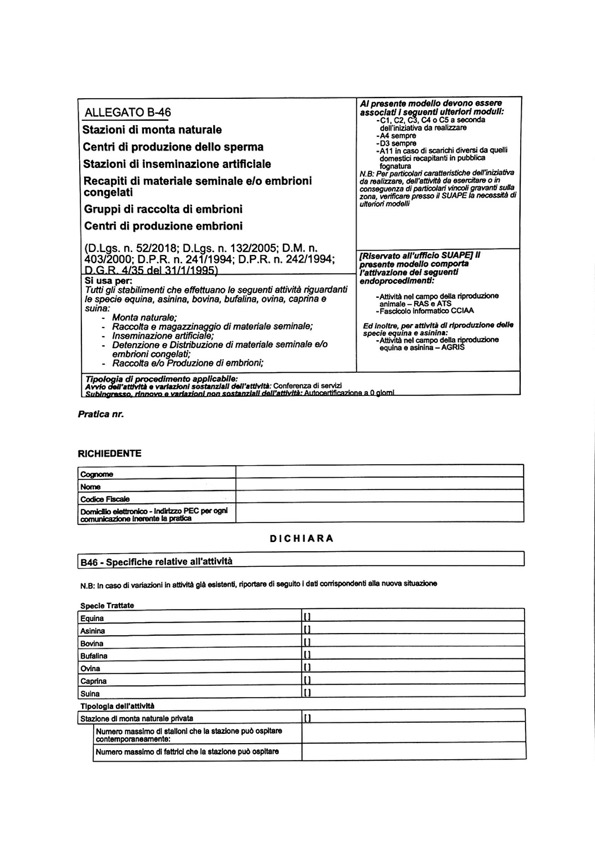 ALLEGATO B-46
Stazioni di monta naturale
Centri di produzione dello sperma
Stazioni di inseminazione artificiale
Recapiti di materiale seminale e/o embrioni
congelati
Gruppi di raccolta di embrioni
Centri di produzione embrioni
(D.Lgs. n. 52/2018; D.Lgs. n. 132/2005; D.M. n.
403/2000; D.P.R. n. 241/1994; D.P.R. n. 242/1994;
D.G.R. 4/35 del 31/1/1995)
Al presente modello devono essere
associati i seguenti ulteriori moduli:
-C1, C2, C3, C4 o C5 a seconda
dell'iniziativa da realizzare
-A4 sempre
-D3 sempre
-A11 in caso di scarichi diversi da quelli
domestici recapitanti in pubblica
fognatura
N.B: Per particolari caratteristiche dell'iniziativa
da realizzare, dell'attività da esercitare o in
conseguenza di particolari vincoli gravanti sulla
zona, verificare presso il SUAPE la necessità di
ulteriori modelli
Si usa per:
Tutti gli stabilimenti che effettuano le seguenti attività riguardanti
le specie equina, asinina, bovina, bufalina, ovina, caprina e
suina:
- Monta naturale;
- Raccolta e magazzinaggio di materiale seminale;
- Inseminazione artificiale;
- Detenzione e Distribuzione di materiale seminale e/o
embrioni congelati;
- Raccolta e/o Produzione di embrioni;
[Riservato all'ufficio SUAPE] Il
presente modello comporta
l'attivazione dei seguenti
endoprocedimenti:
-Attività nel campo della riproduzione
animale – RAS e ATS
-Fascicolo informatico CCIAA
Ed inoltre, per attività di riproduzione delle
specie equina e asinina:
-Attività nel campo della riproduzione
equina e asinina – AGRIS
Tipologia di procedimento applicabile:
Avvio dell'attività e variazioni sostanziali dell'attività: Conferenza di servizi
Subingresso, rinnovo e variazioni non sostanziali dell'attività: Autocertificazione a 0 giorni
Pratica nr.
RICHIEDENTE
Cognome
Nome
Codice Fiscale
Domicilio elettronico - Indirizzo PEC per ogni
comunicazione inerente la pratica
DICHIARA
B46 - Specifiche relative all'attività
N.B: In caso di variazioni in attività già esistenti, riportare di seguito i dati corrispondenti alla nuova situazione
Specie Trattate
Equina [ ]
Asinina [ ]
Bovina [ ]
Bufalina [ ]
Ovina [ ]
Caprina [ ]
Suina [ ]
Tipologia dell'attività
Stazione di monta naturale privata [ ]
Numero massimo di stalloni che la stazione può ospitare
contemporaneamente:
Numero massimo di fattrici che la stazione può ospitare